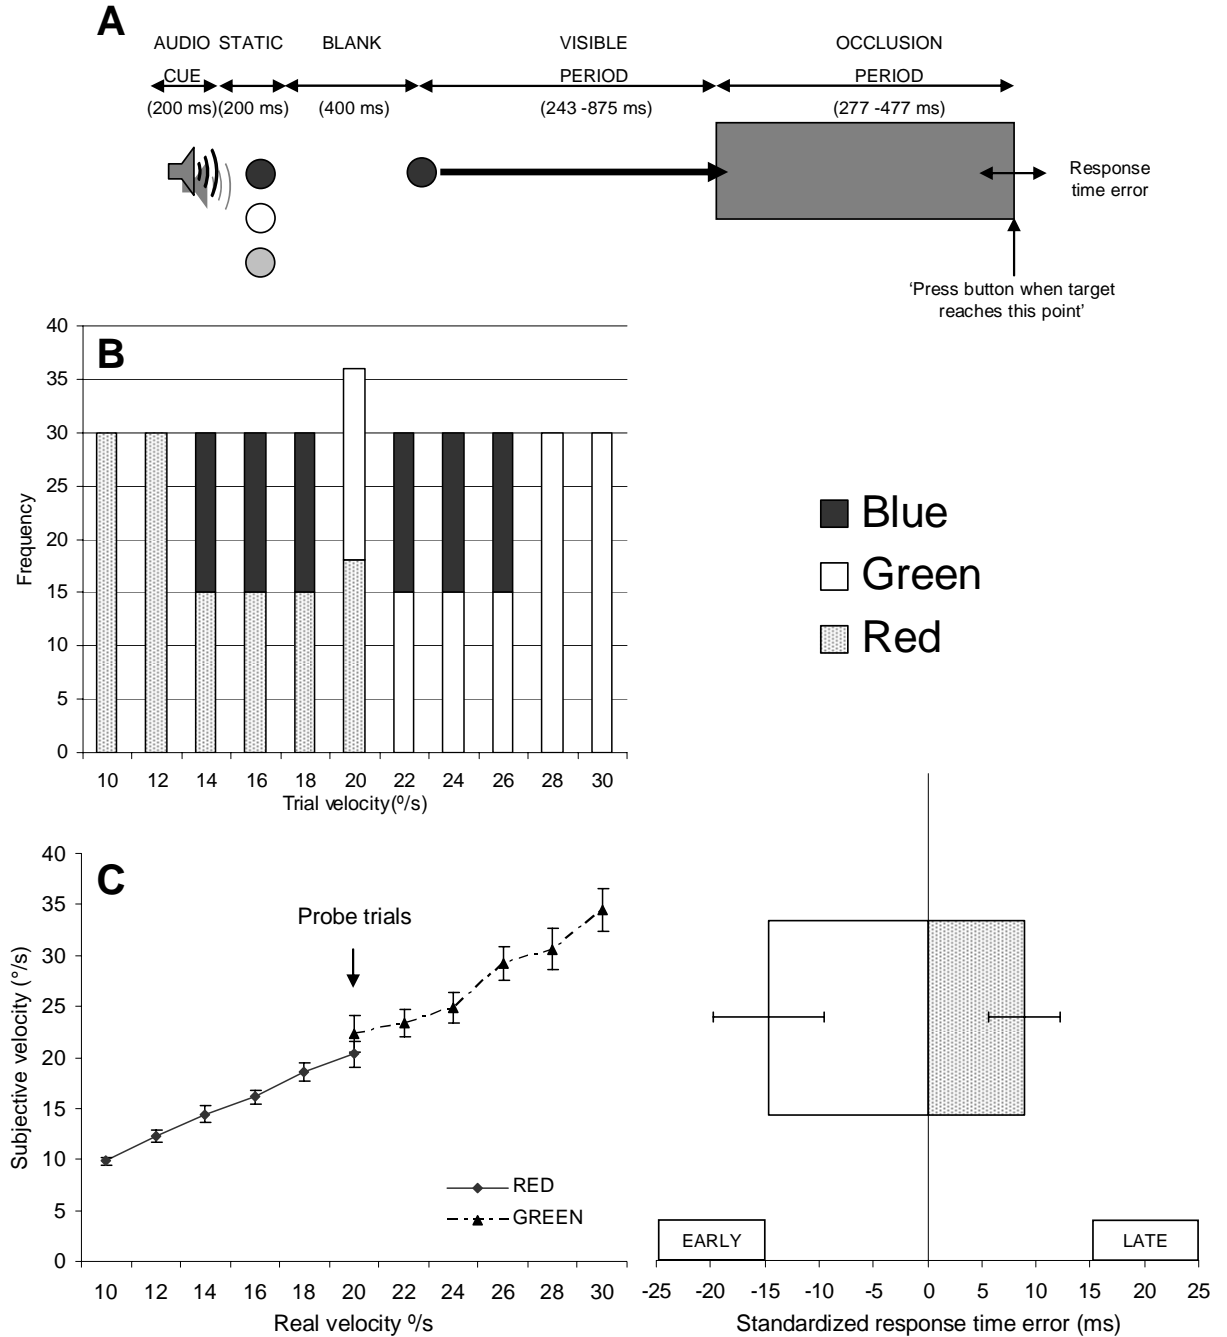 A
AUDIO STATIC BLANK VISIBLE OCCLUSION
CUE PERIOD PERIOD
(200 ms)(200 ms) (400 ms) (243 -875 ms) (277 -477 ms)
Response
time error
‘Press button when target
reaches this point’
B
40
35
30
25
20
15
10
5
0
Frequency
10 12 14 16 18 20 22 24 26 28 30
Trial velocity(º/s)
Blue
Green
Red
C
40
35
30
25
20
15
10
5
0
Subjective velocity (°/s)
Probe trials
RED
GREEN
10 12 14 16 18 20 22 24 26 28 30
Real velocity º/s
EARLY LATE
-25 -20 -15 -10 -5 0 5 10 15 20 25
Standardized response time error (ms)